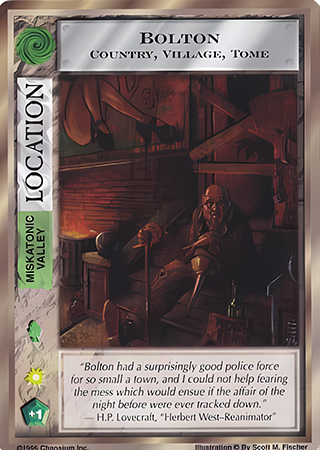 BOLTON
COUNTRY, VILLAGE, TOME
LOCATION
MISKATONIC
VALLEY
+1
"Bolton had a surprisingly good police force
for so small a town, and I could not help fearing
the mess which would ensue if the affair of the
night before were ever tracked down."
— H.P. Lovecraft, "Herbert West–Reanimator"
©1996 Chaosium Inc.
Illustration © By Scott M. Fischer